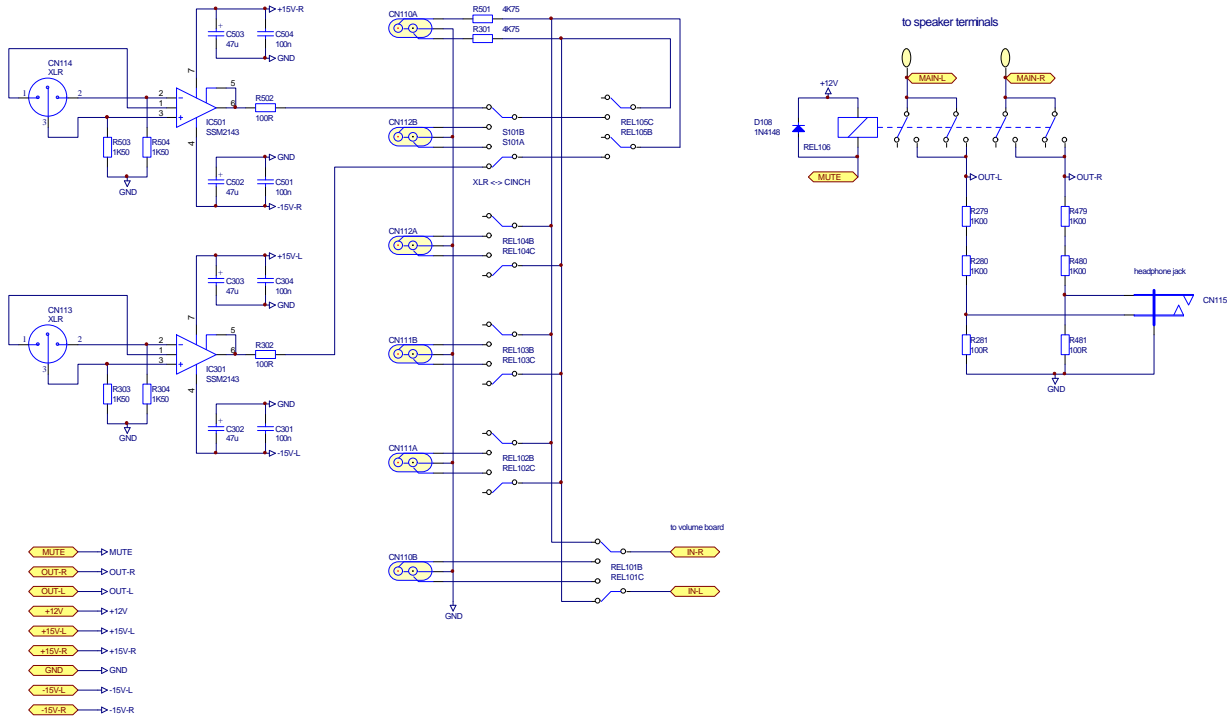 +15V-R
C503
47u
C504
100n
GND
CN114
XLR
1
2
3
7
2
1
3
5
6
4
IC501
SSM2143
R502
100R
R503
1K50
R504
1K50
GND
GND
C502
47u
C501
100n
-15V-R
+15V-L
C303
47u
C304
100n
GND
CN113
XLR
1
2
3
7
2
1
3
5
6
4
IC301
SSM2143
R302
100R
R303
1K50
R304
1K50
GND
GND
C302
47u
C301
100n
-15V-L
CN110A
R501 4K75
R301 4K75
CN112B
S101B
S101A
XLR <-> CINCH
REL105C
REL105B
CN112A
REL104B
REL104C
CN111B
REL103B
REL103C
CN111A
REL102B
REL102C
CN110B
GND
to volume board
REL101B
REL101C
IN-R
IN-L
to speaker terminals
+12V
D108
1N4148
REL106
MUTE
MAIN-L
MAIN-R
OUT-L
OUT-R
R279
1K00
R479
1K00
R280
1K00
R480
1K00
headphone jack
CN115
R281
100R
R481
100R
GND
MUTE MUTE
OUT-R OUT-R
OUT-L OUT-L
+12V +12V
+15V-L +15V-L
+15V-R +15V-R
GND GND
-15V-L -15V-L
-15V-R -15V-R